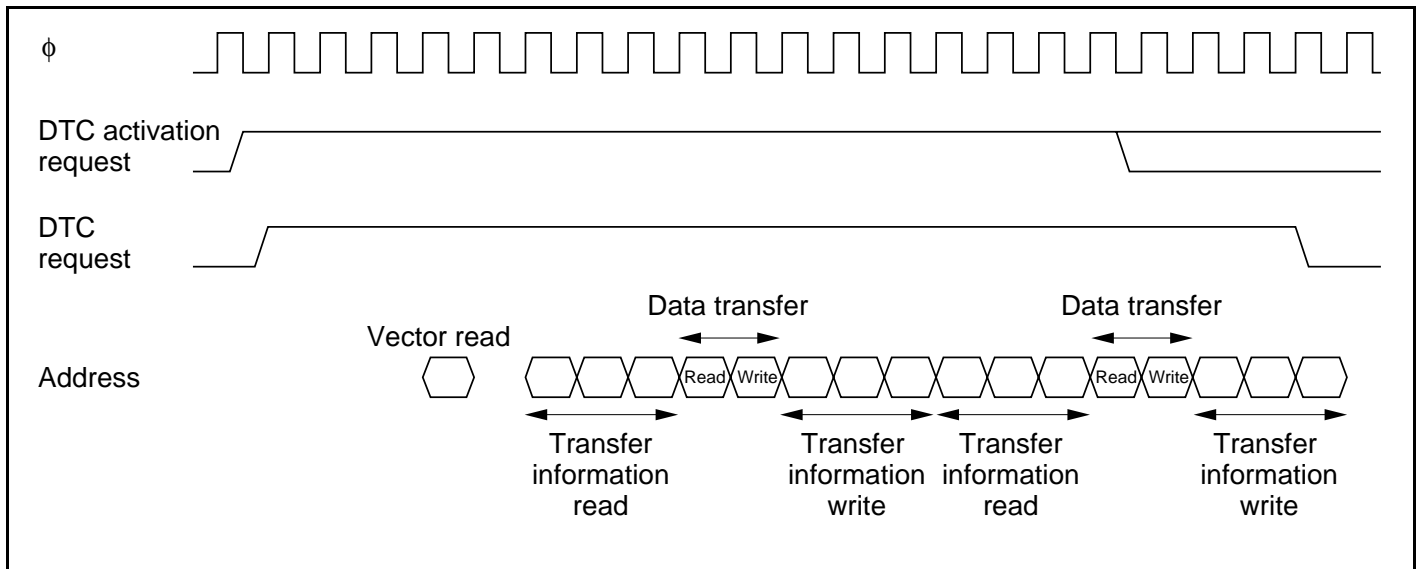 ϕ
DTC activation
request
DTC
request
Data transfer
Data transfer
Vector read
Address
Read
Write
Read
Write
Transfer
information
read
Transfer
information
write
Transfer
information
read
Transfer
information
write